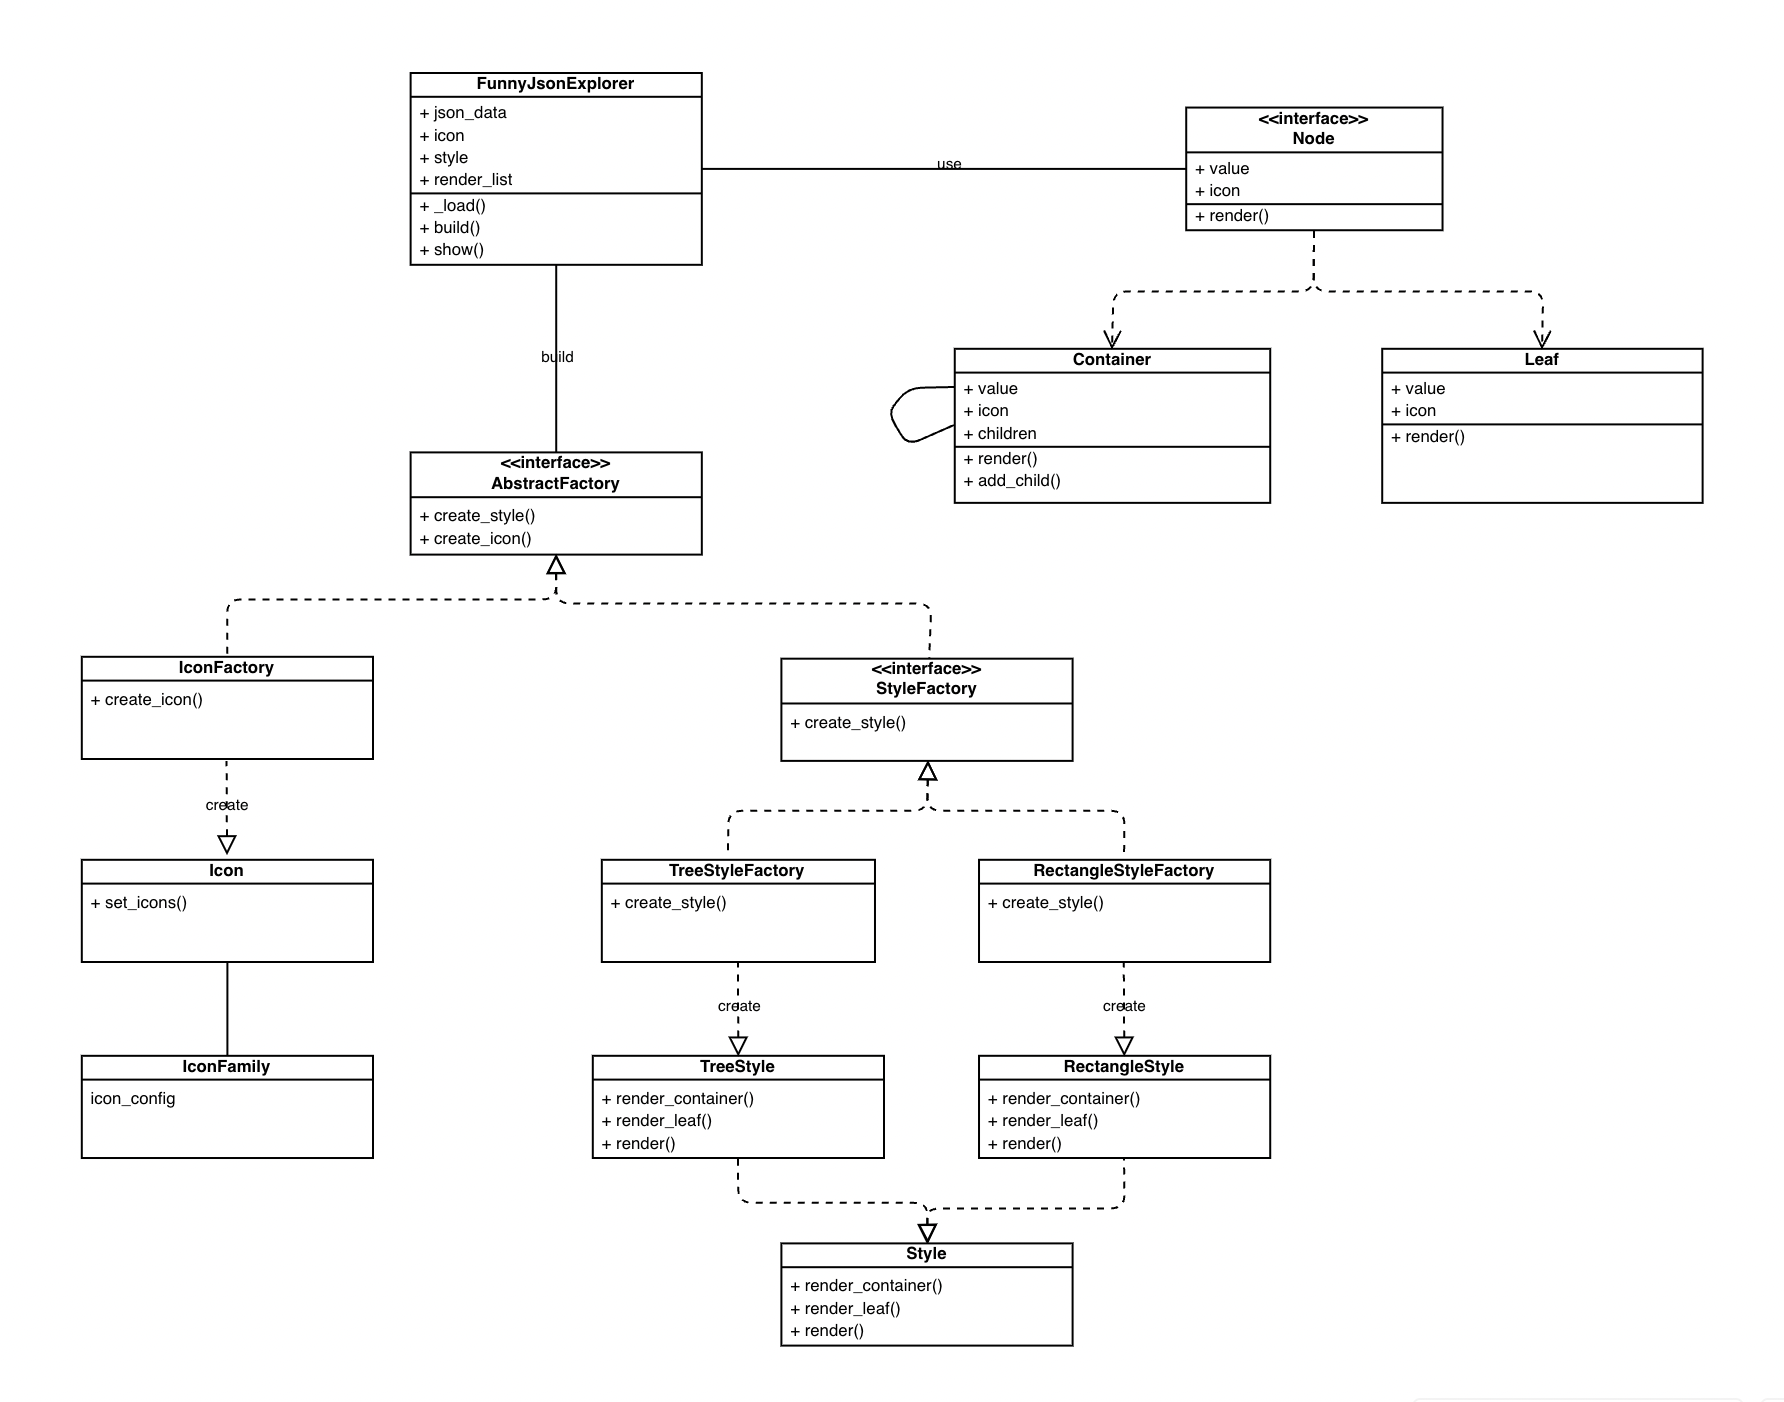 FunnyJsonExplorer
+ json_data
+ icon
+ style
+ render_list
+ _load()
+ build()
+ show()
use
<<interface>>
Node
+ value
+ icon
+ render()
build
Container
+ value
+ icon
+ children
+ render()
+ add_child()
Leaf
+ value
+ icon
+ render()
<<interface>>
AbstractFactory
+ create_style()
+ create_icon()
IconFactory
+ create_icon()
<<interface>>
StyleFactory
+ create_style()
create
Icon
+ set_icons()
TreeStyleFactory
+ create_style()
RectangleStyleFactory
+ create_style()
create
create
IconFamily
icon_config
TreeStyle
+ render_container()
+ render_leaf()
+ render()
RectangleStyle
+ render_container()
+ render_leaf()
+ render()
Style
+ render_container()
+ render_leaf()
+ render()